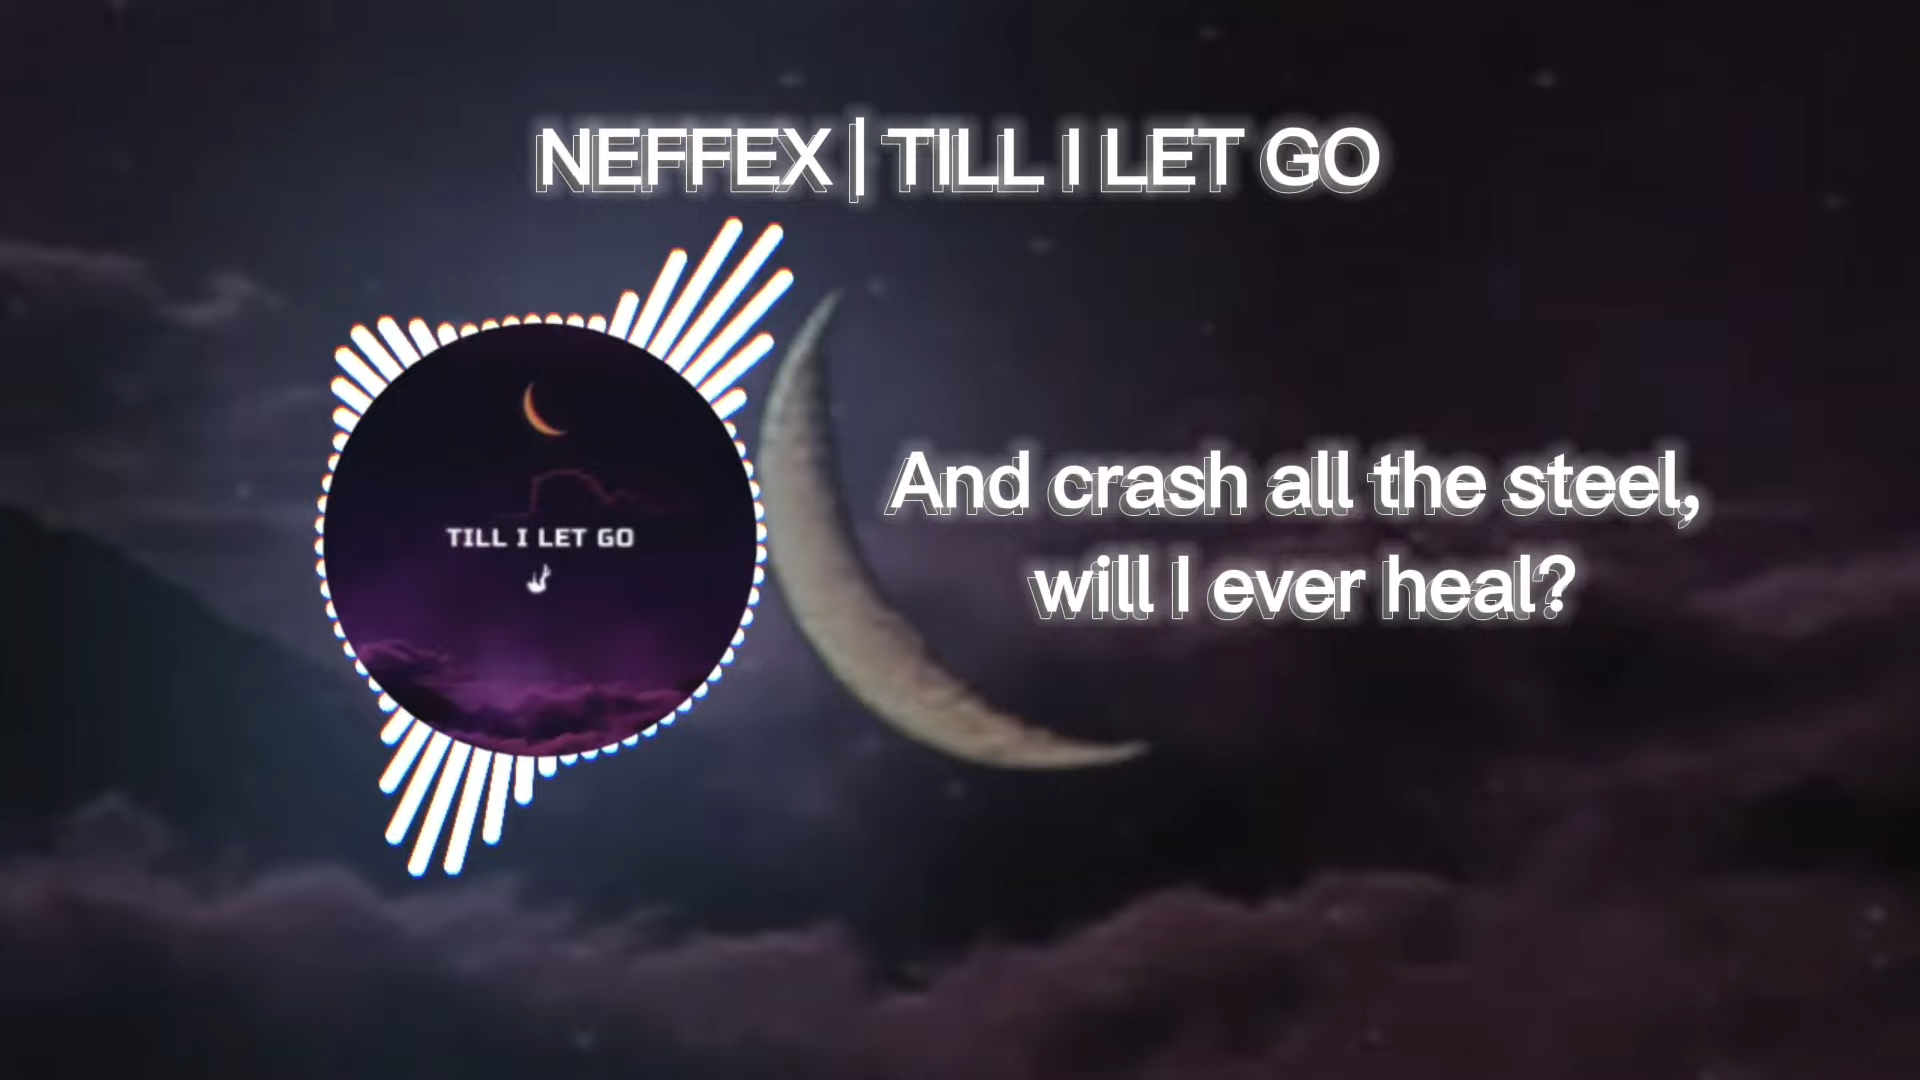 NEFFEX | TILL I LET GO
TILL I LET GO
And crash all the steel,
will I ever heal?